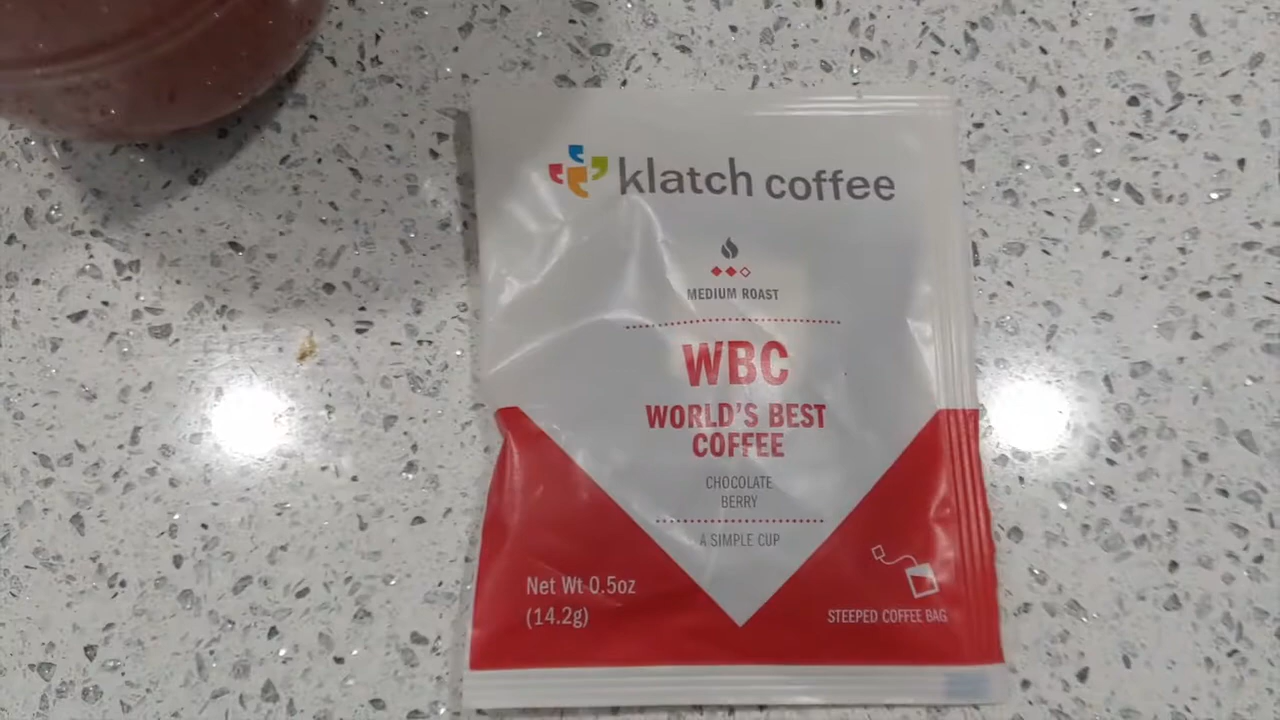 klatch coffee
MEDIUM ROAST
WBC
WORLD'S BEST
COFFEE
CHOCOLATE
BERRY
A SIMPLE CUP
Net Wt 0.5oz
(14.2g)
STEEPED COFFEE BAG